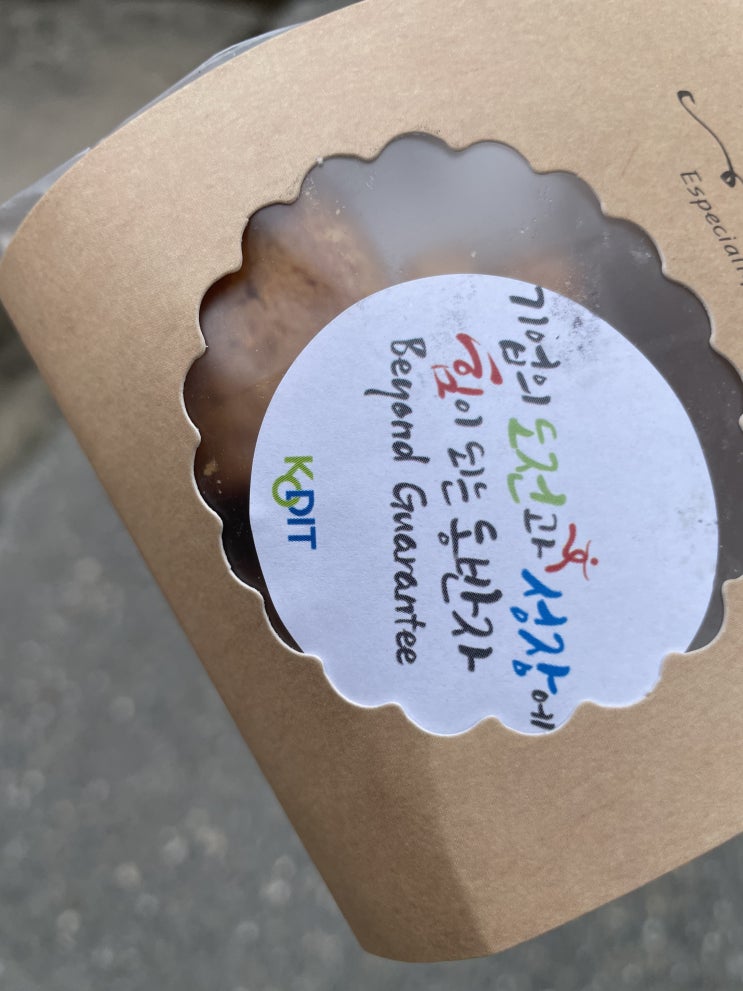 기업의 도전과 성장에
힘이 되는 동반자
Beyond Guarantee
KODIT